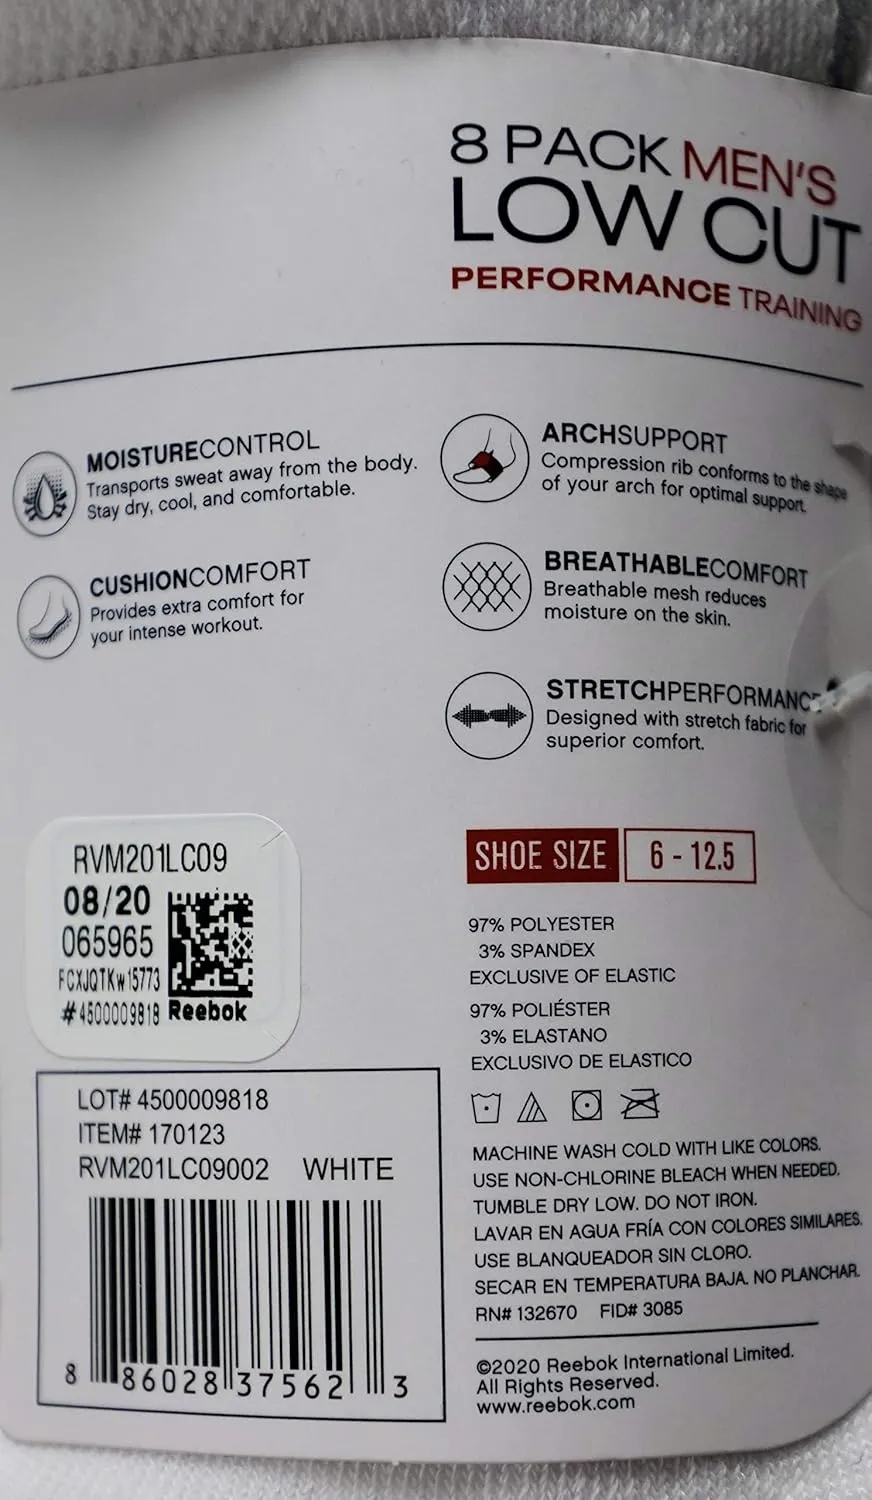 8 PACK MEN'S
LOW CUT
PERFORMANCE TRAINING
MOISTURECONTROL
Transports sweat away from the body.
Stay dry, cool, and comfortable.
CUSHIONCOMFORT
Provides extra comfort for
your intense workout.
ARCHSUPPORT
Compression rib conforms to the shape
of your arch for optimal support.
BREATHABLECOMFORT
Breathable mesh reduces
moisture on the skin.
STRETCHPERFORMANCE
Designed with stretch fabric for
superior comfort.
RVM201LC09
08/20
065965
FCXJQTKw15773
#4500009818 Reebok
LOT# 4500009818
ITEM# 170123
RVM201LC09002 WHITE
8 86028 37562 3
SHOE SIZE 6 - 12.5
97% POLYESTER
3% SPANDEX
EXCLUSIVE OF ELASTIC
97% POLIÉSTER
3% ELASTANO
EXCLUSIVO DE ELASTICO
MACHINE WASH COLD WITH LIKE COLORS.
USE NON-CHLORINE BLEACH WHEN NEEDED.
TUMBLE DRY LOW. DO NOT IRON.
LAVAR EN AGUA FRÍA CON COLORES SIMILARES.
USE BLANQUEADOR SIN CLORO.
SECAR EN TEMPERATURA BAJA. NO PLANCHAR.
RN# 132670 FID# 3085
©2020 Reebok International Limited.
All Rights Reserved.
www.reebok.com